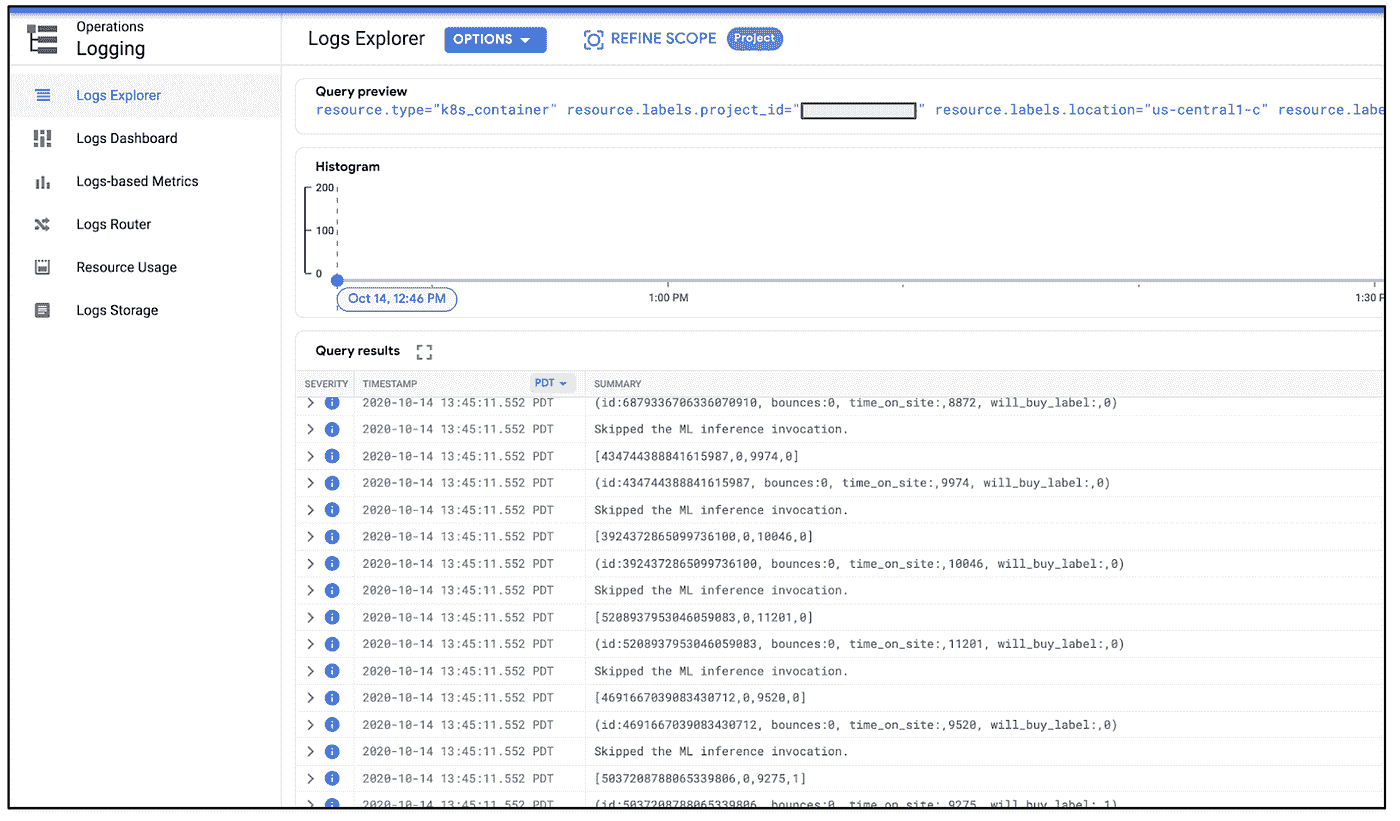 Operations
Logging
Logs Explorer
Logs Dashboard
Logs-based Metrics
Logs Router
Resource Usage
Logs Storage
Logs Explorer OPTIONS REFINE SCOPE Project
Query preview
resource.type="k8s_container" resource.labels.project_id=" " resource.labels.location="us-central1-c" resource.labe
Histogram
200
100
0
Oct 14, 12:46 PM 1:00 PM 1:30 P
Query results
SEVERITY TIMESTAMP PDT SUMMARY
2020-10-14 13:45:11.552 PDT (id:6879336706336070910, bounces:0, time_on_site:,8872, will_buy_label:,0)
2020-10-14 13:45:11.552 PDT Skipped the ML inference invocation.
2020-10-14 13:45:11.552 PDT [434744388841615987,0,9974,0]
2020-10-14 13:45:11.552 PDT (id:434744388841615987, bounces:0, time_on_site:,9974, will_buy_label:,0)
2020-10-14 13:45:11.552 PDT Skipped the ML inference invocation.
2020-10-14 13:45:11.552 PDT [3924372865099736100,0,10046,0]
2020-10-14 13:45:11.552 PDT (id:3924372865099736100, bounces:0, time_on_site:,10046, will_buy_label:,0)
2020-10-14 13:45:11.552 PDT Skipped the ML inference invocation.
2020-10-14 13:45:11.552 PDT [5208937953046059083,0,11201,0]
2020-10-14 13:45:11.552 PDT (id:5208937953046059083, bounces:0, time_on_site:,11201, will_buy_label:,0)
2020-10-14 13:45:11.552 PDT Skipped the ML inference invocation.
2020-10-14 13:45:11.552 PDT [4691667039083430712,0,9520,0]
2020-10-14 13:45:11.552 PDT (id:4691667039083430712, bounces:0, time_on_site:,9520, will_buy_label:,0)
2020-10-14 13:45:11.552 PDT Skipped the ML inference invocation.
2020-10-14 13:45:11.552 PDT [5037208788065339806,0,9275,1]
2020-10-14 13:45:11.552 PDT (id:5037208788065339806, bounces:0, time_on_site:,9275, will_buy_label:,1)